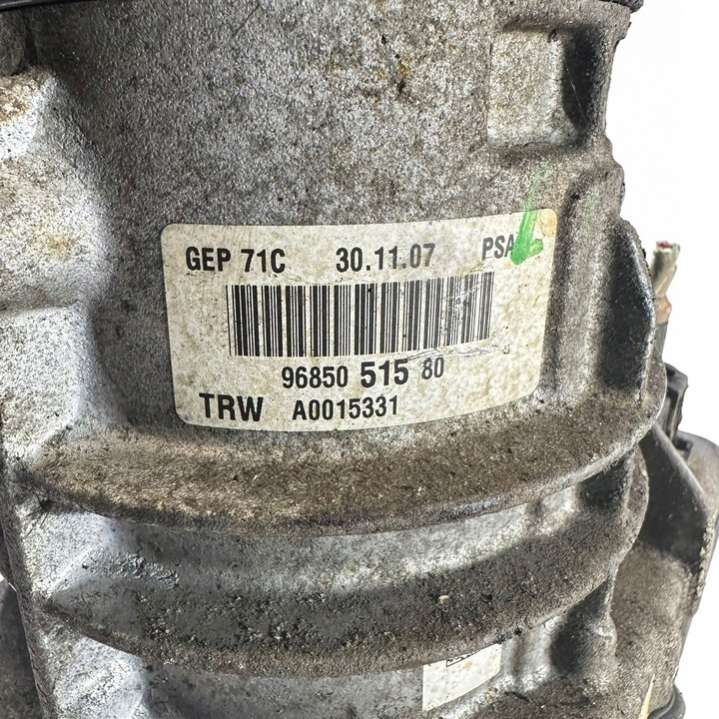 GEP 71C 30.11.07 PSA
96850 515 80
TRW A0015331